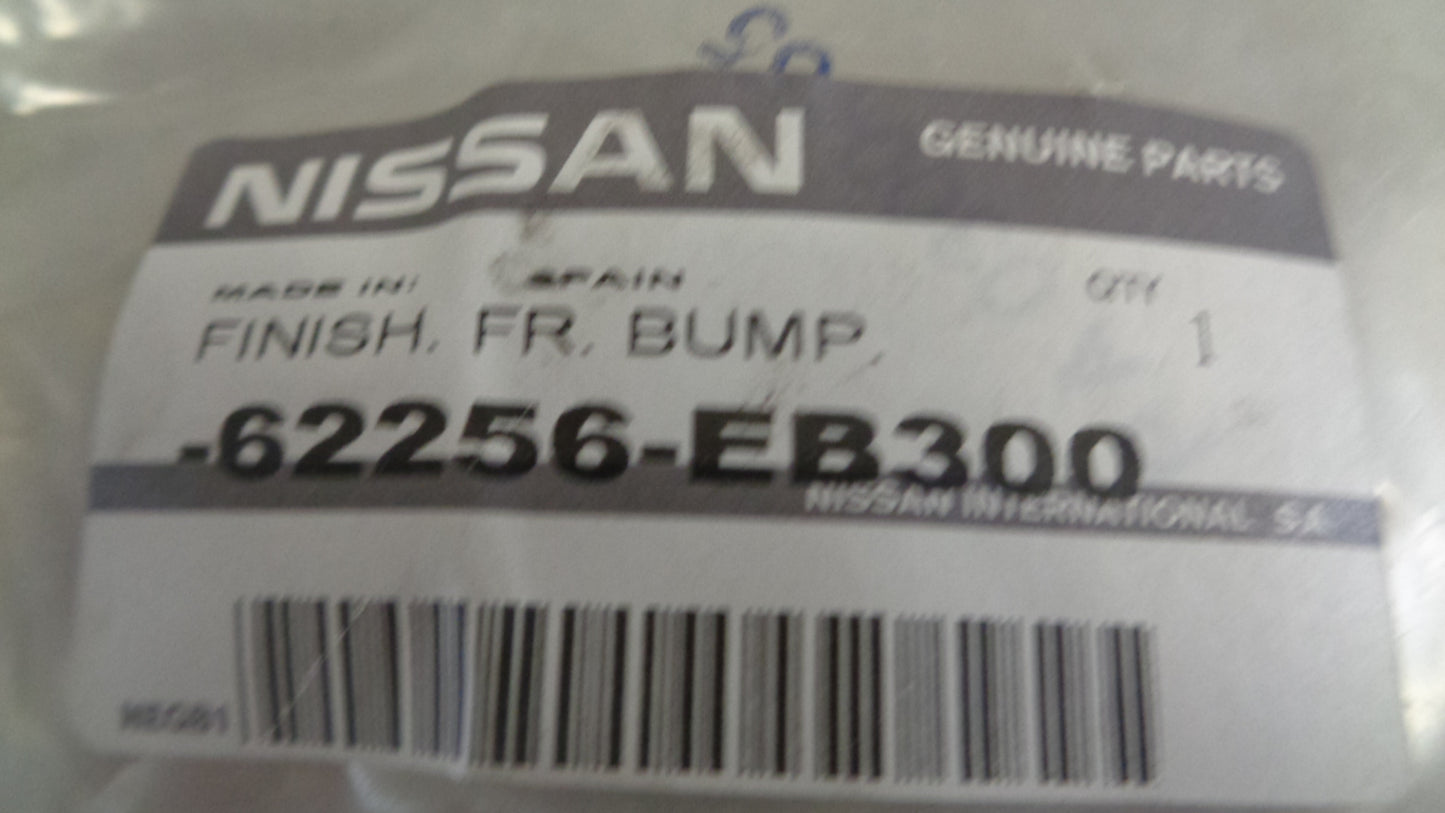 NISSAN GENUINE PARTS
MADE IN: SPAIN QTY
FINISH. FR. BUMP. 1
-62256-EB300
NISSAN INTERNATIONAL SA